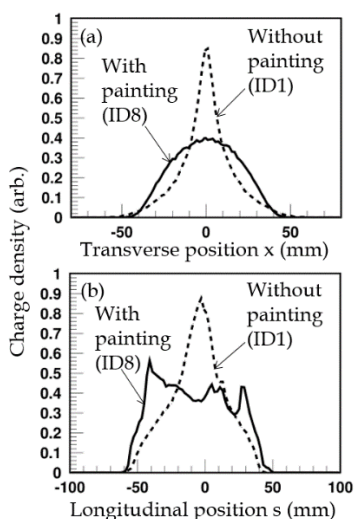 (a)
Without
painting
(ID1)
With
painting
(ID8)
1
0.9
0.8
0.7
0.6
0.5
0.4
0.3
0.2
0.1
0
-50 0 50
Transverse position x (mm)
Charge density (arb.)
(b)
Without
painting
(ID1)
With
painting
(ID8)
1
0.9
0.8
0.7
0.6
0.5
0.4
0.3
0.2
0.1
0
-100 -50 0 50 100
Longitudinal position s (mm)